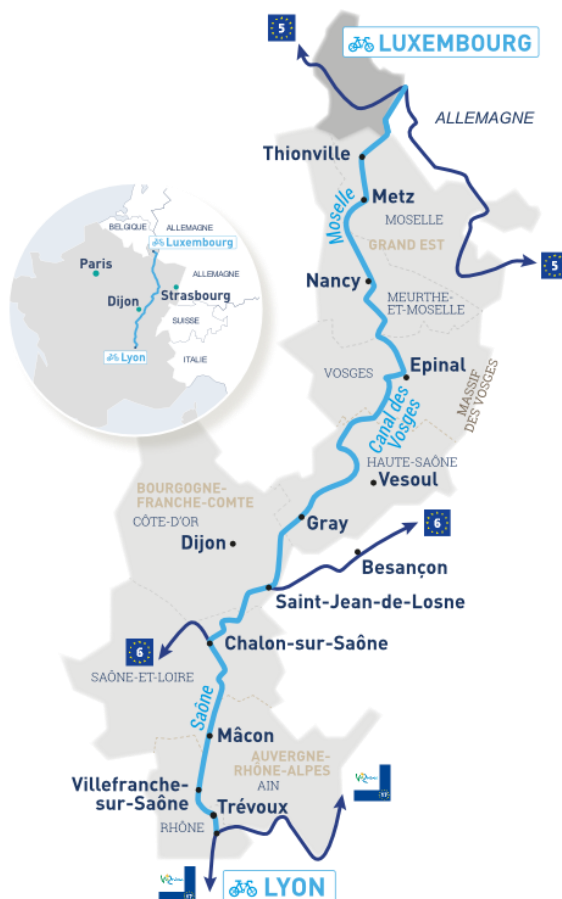 5
LUXEMBOURG
ALLEMAGNE
Thionville
Moselle
Metz
MOSELLE
GRAND EST
5
BELGIQUE
ALLEMAGNE
Luxembourg
Paris
ALLEMAGNE
Strasbourg
Dijon
SUISSE
Lyon
ITALIE
Nancy
MEURTHE-
ET-MOSELLE
VOSGES
Epinal
MASSIF
DES VOSGES
Canal des
Vosges
HAUTE-SAÔNE
Vesoul
BOURGOGNE-
FRANCHE-COMTE
CÔTE-D'OR
Gray
Dijon
6
Besançon
Saint-Jean-de-Losne
Chalon-sur-Saône
6
SAÔNE-ET-LOIRE
Saône
Mâcon
AUVERGNE-
RHÔNE-ALPES
AIN
Villefranche-
sur-Saône
Trévoux
RHÔNE
LYON